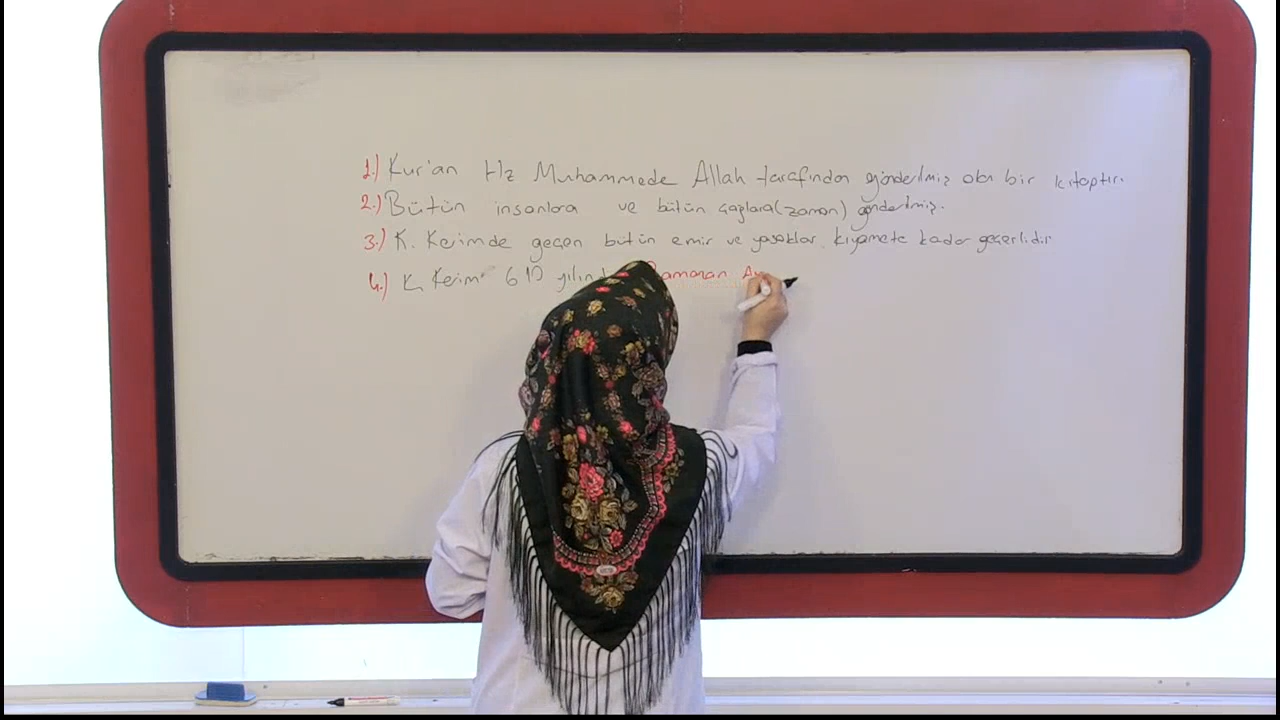 1.) Kur'an Hz Muhammede Allah tarafından gönderilmiş olan bir kitaptır.
2.) Bütün insanlara ve bütün çağlara (zaman) gönderilmiş.
3.) K. Kerimde geçen bütün emir ve yasaklar, kıyamete kadar geçerlidir
4.) K. Kerim 610 Ramazan